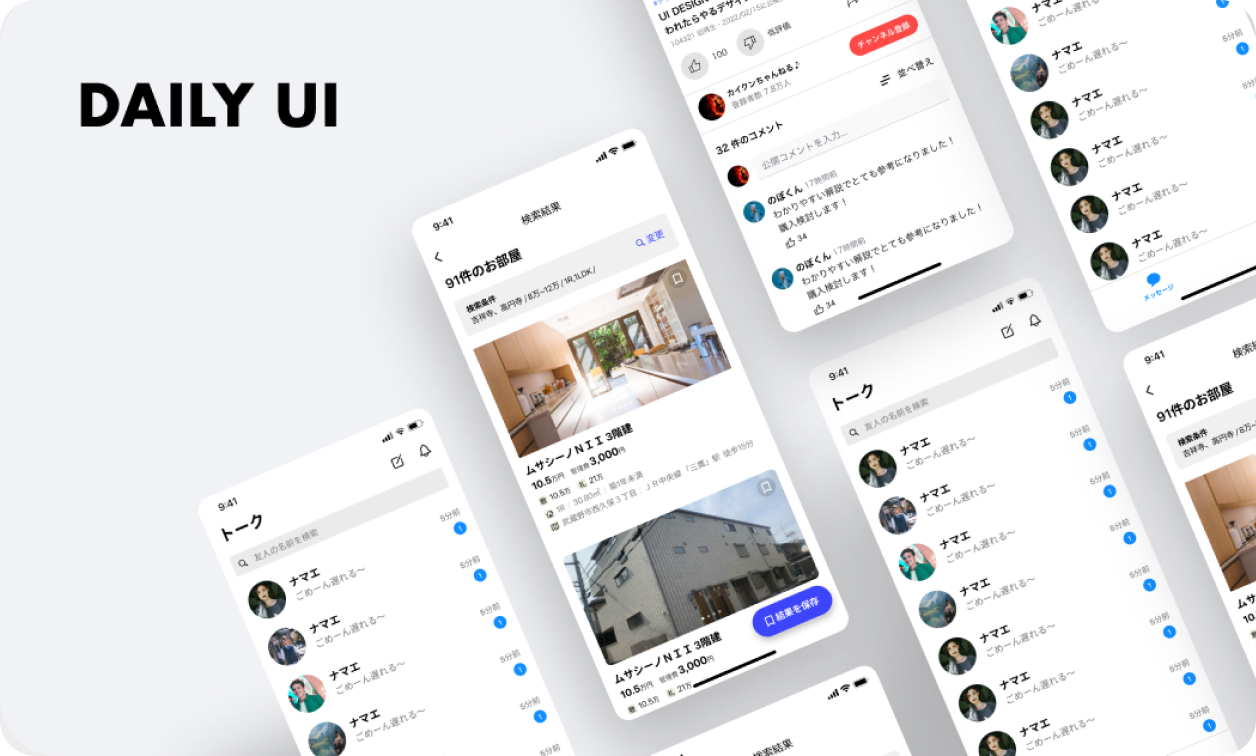 DAILY UI
9:41
トーク
友人の名前を検索
ナマエ
ごめーん遅れる〜
5分前
1
ナマエ
ごめーん遅れる〜
5分前
1
ナマエ
ごめーん遅れる〜
5分前
1
ナマエ
ごめーん遅れる〜
5分前
1
5分前
1
5分前
9:41
検索結果
91件のお部屋
検索条件
変更
吉祥寺、高円寺 / 8万~12万 / 1R,1LDK /
ムサシーノＮＩＩ 3階建
10.5万円 管理費 3,000円
敷 10.5万 礼 21万
1R | 30.80㎡ | 築1年未満
武蔵野市西久保３丁目 | ＪＲ中央線「三鷹」駅 徒歩15分
ムサシーノＮＩＩ 3階建
10.5万円 管理費 3,000円
敷 10.5万 礼 21万
結果を保存
検索結果
UI DESIGN
われたらやるデザイン
104321 回再生・2022/02/15に公開
100
低評価
カイクンちゃんねる♪
登録者数 7.8万人
チャンネル登録
32 件のコメント
並べ替え
公開コメントを入力...
のぼくん 17時間前
わかりやすい解説でとても参考になりました！
購入検討します！
34
のぼくん 17時間前
わかりやすい解説でとても参考になりました！
購入検討します！
34
9:41
トーク
友人の名前を検索
ナマエ
ごめーん遅れる〜
5分前
1
ナマエ
ごめーん遅れる〜
5分前
1
ナマエ
ごめーん遅れる〜
5分前
1
ナマエ
ごめーん遅れる〜
5分前
1
ナマエ
ごめーん遅れる〜
5分前
1
ナマエ
ごめーん遅れる〜
5分前
1
ナマエ
ごめーん遅れる〜
5分前
1
5分前
1
ナマエ
ごめーん遅れる〜
ナマエ
ごめーん遅れる〜
5分前
1
ナマエ
ごめーん遅れる〜
ナマエ
ごめーん遅れる〜
ナマエ
ごめーん遅れる〜
ナマエ
ごめーん遅れる〜
メッセージ
9:41
検索結
91件のお部屋
検索条件
吉祥寺、高円寺 / 8万~12